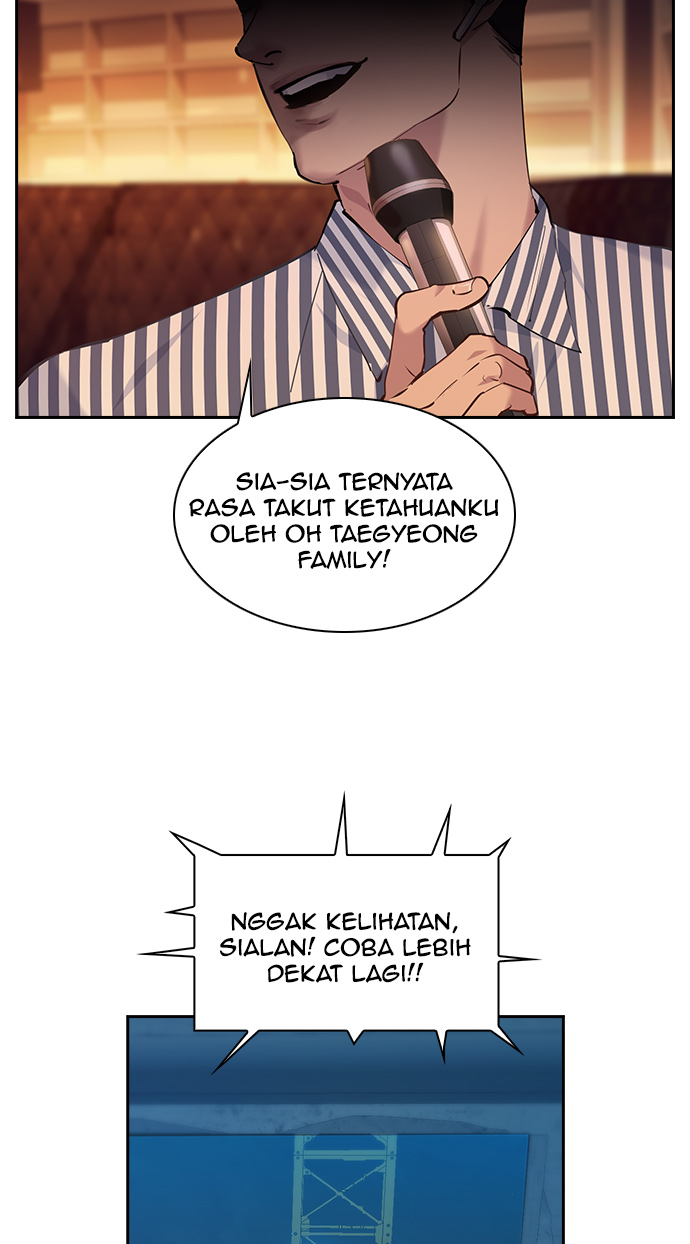 SIA-SIA TERNYATA
RASA TAKUT KETAHUANKU
OLEH OH TAEGYEONG
FAMILY!
NGGAK KELIHATAN,
SIALAN! COBA LEBIH
DEKAT LAGI!!